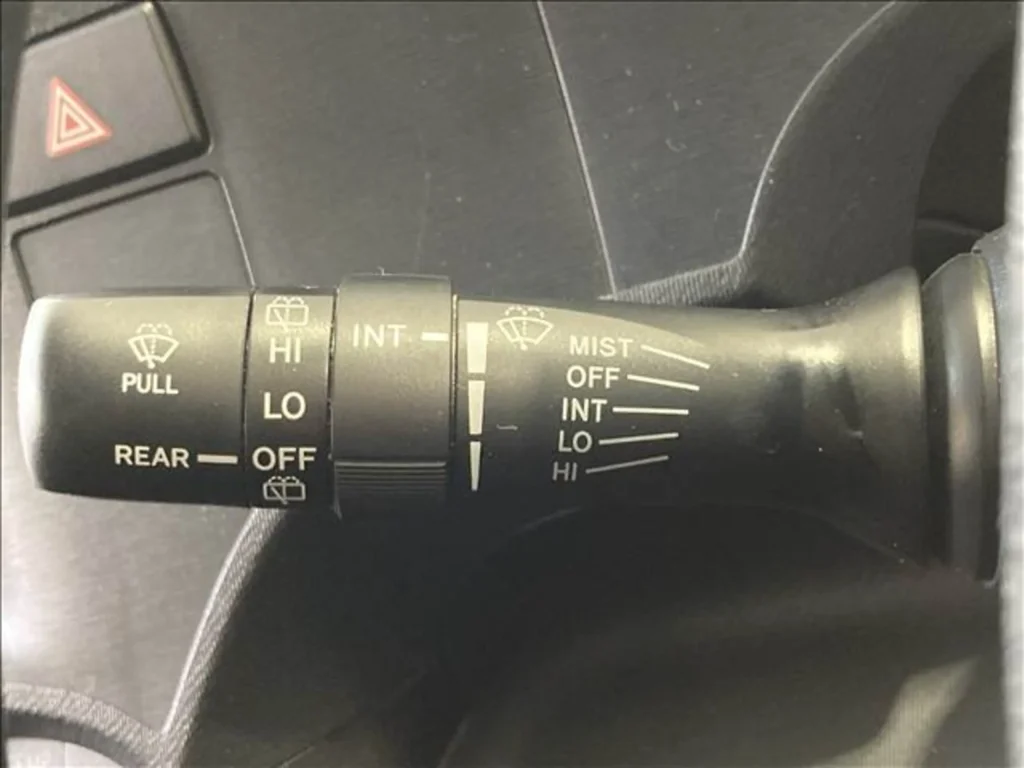 PULL
REAR
HI
LO
OFF
INT
MIST
OFF
INT
LO
HI